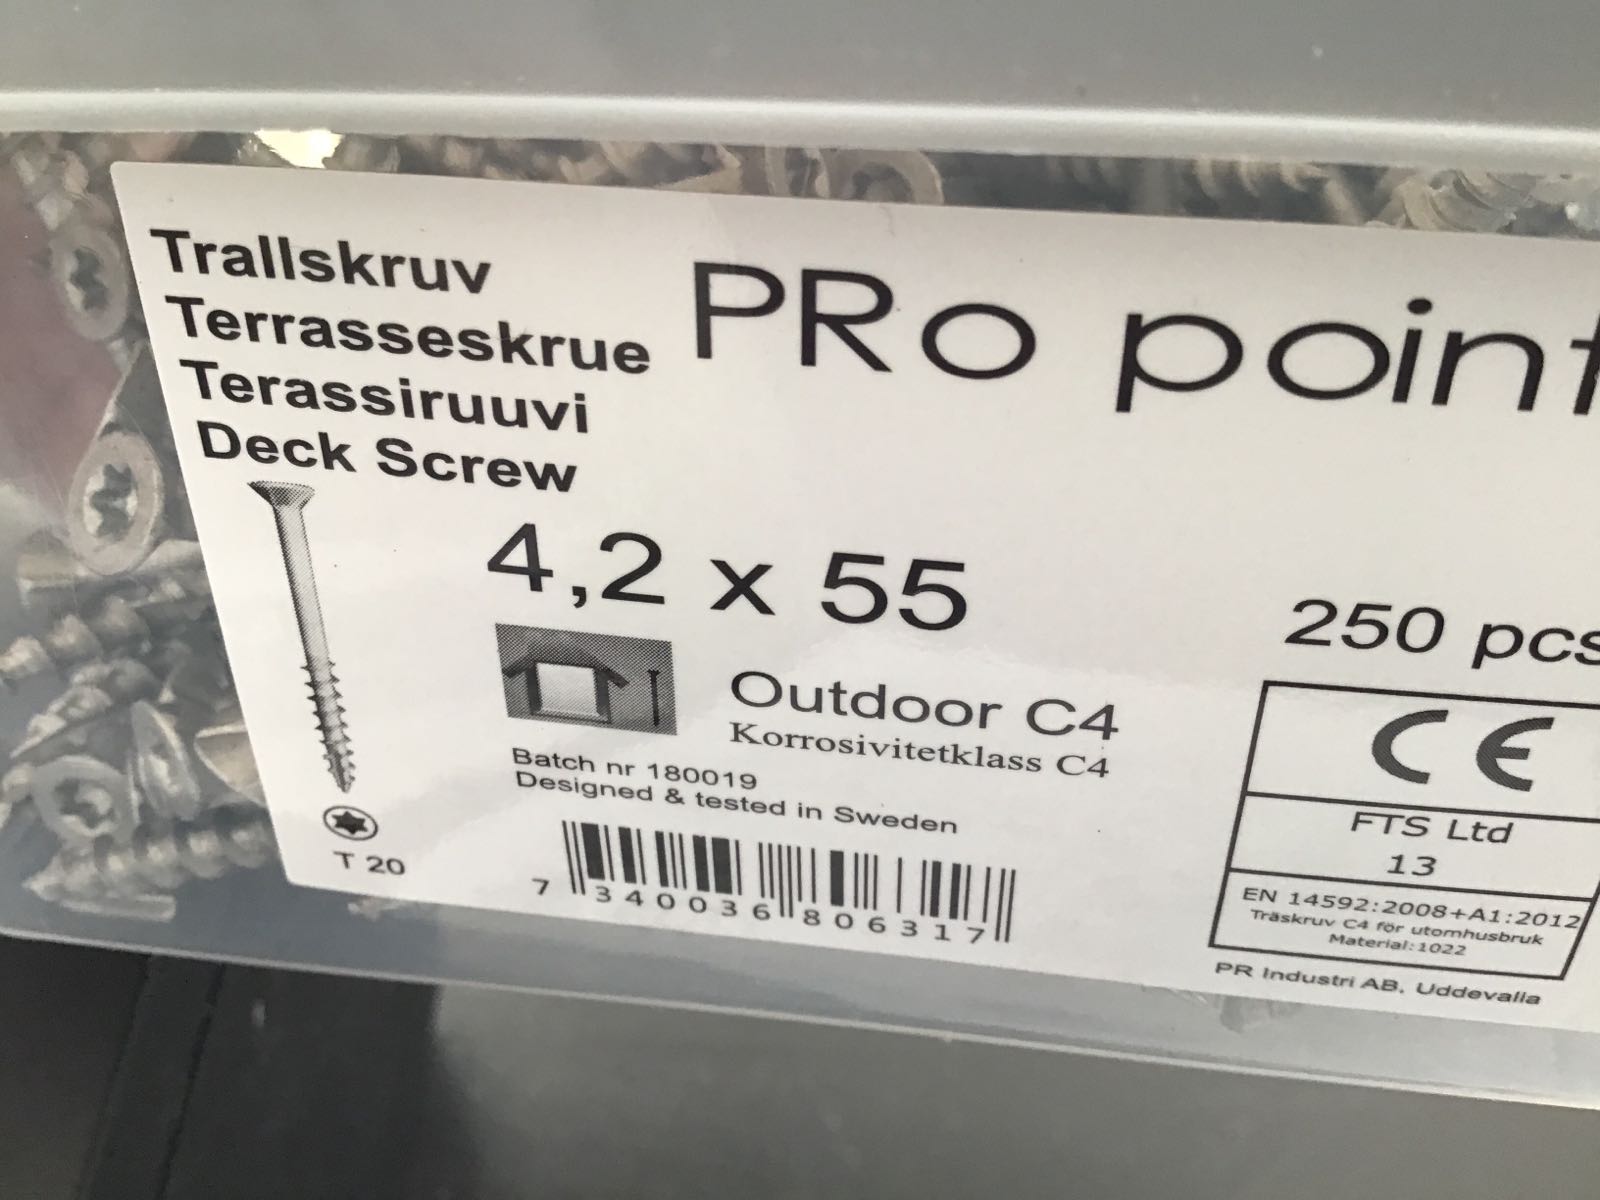 Trallskruv
Terrasseskrue
Terassiruuvi
Deck Screw
PRo point
4,2 x 55
250 pcs
Outdoor C4
Korrosivitetklass C4
Batch nr 180019
Designed & tested in Sweden
T 20
7 340036 806317
CE
FTS Ltd
13
EN 14592:2008+A1:2012
Träskruv C4 för utomhusbruk
Material:1022
PR Industri AB, Uddevalla